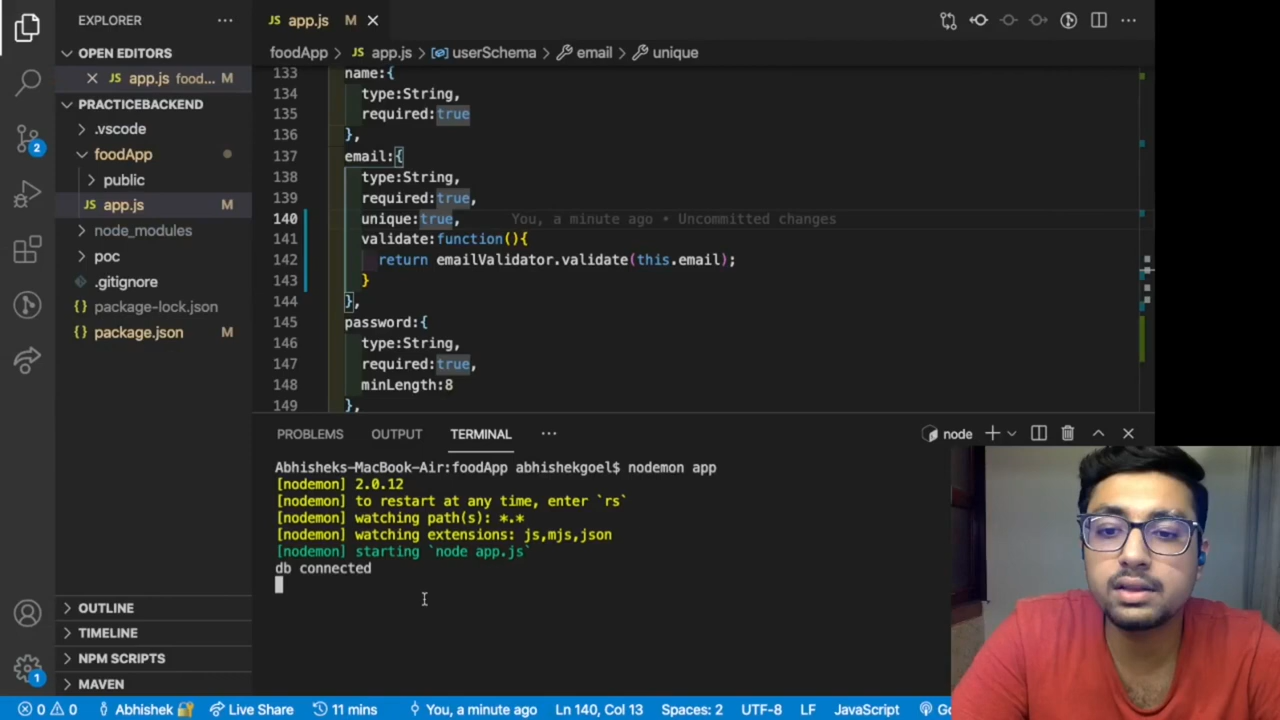 EXPLORER
OPEN EDITORS
JS app.js food... M
PRACTICEBACKEND
.vscode
foodApp
public
JS app.js M
node_modules
poc
.gitignore
{} package-lock.json
{} package.json M
OUTLINE
TIMELINE
NPM SCRIPTS
MAVEN
2
1
JS app.js M
foodApp > JS app.js > userSchema > email > unique
133 name:{
134 type:String,
135 required:true
136 },
137 email:{
138 type:String,
139 required:true,
140 unique:true, You, a minute ago • Uncommitted changes
141 validate:function(){
142 return emailValidator.validate(this.email);
143 }
144 },
145 password:{
146 type:String,
147 required:true,
148 minLength:8
149 },
PROBLEMS OUTPUT TERMINAL ··· node
Abhisheks-MacBook-Air:foodApp abhishekgoel$ nodemon app
[nodemon] 2.0.12
[nodemon] to restart at any time, enter `rs`
[nodemon] watching path(s): *.*
[nodemon] watching extensions: js,mjs,json
[nodemon] starting `node app.js`
db connected
0 0 Abhishek Live Share 11 mins You, a minute ago Ln 140, Col 13 Spaces: 2 UTF-8 LF JavaScript Go